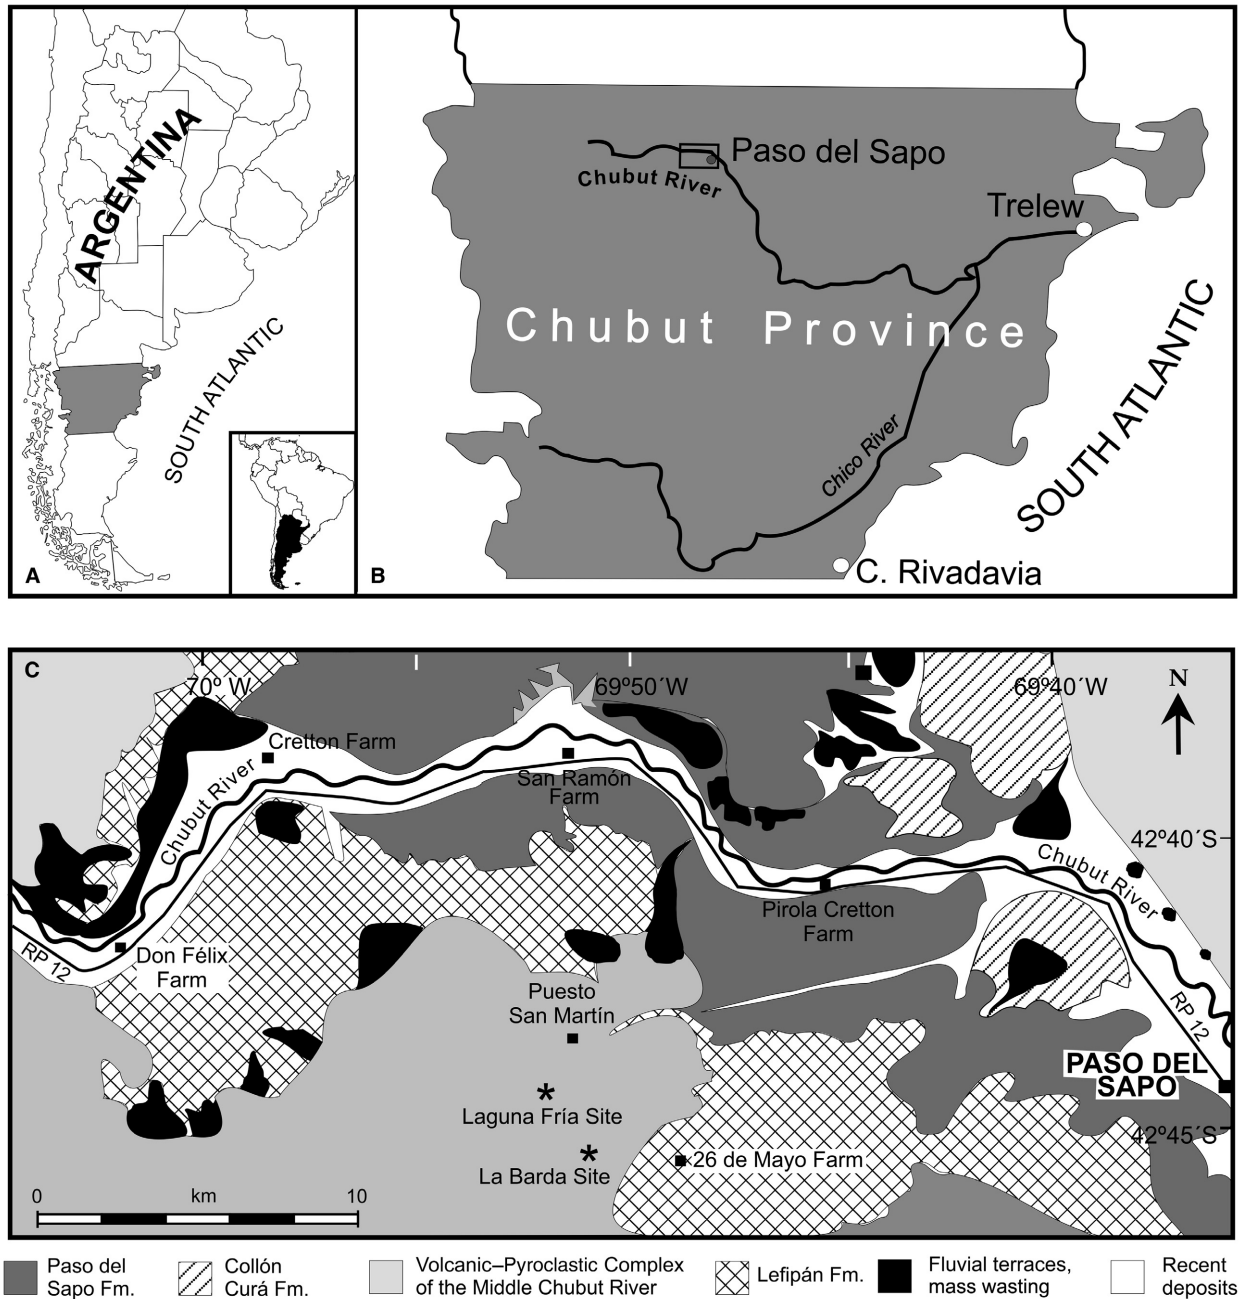 ARGENTINA
SOUTH ATLANTIC
A
Paso del Sapo
Chubut River
Trelew
Chubut Province
Chico River
SOUTH ATLANTIC
C. Rivadavia
B
C
70º W
69º50´W
69º40´W
N
Cretton Farm
Chubut River
San Ramón
Farm
42º40´S
Chubut River
Pirola Cretton
Farm
RP 12
Don Félix
Farm
Puesto
San Martín
RP 12
PASO DEL
SAPO
Laguna Fría Site
42º45´S
La Barda Site
26 de Mayo Farm
0 km 10
Paso del
Sapo Fm.
Collón
Curá Fm.
Volcanic–Pyroclastic Complex
of the Middle Chubut River
Lefipán Fm.
Fluvial terraces,
mass wasting
Recent
deposits